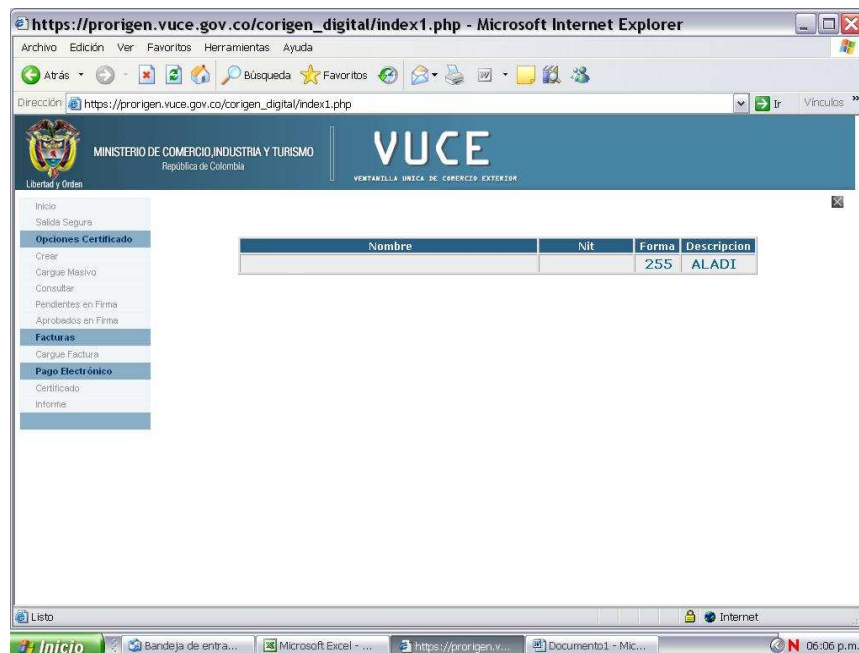 https://prorigen.vuce.gov.co/corigen_digital/index1.php - Microsoft Internet Explorer
Archivo Edición Ver Favoritos Herramientas Ayuda
Atrás Búsqueda Favoritos
Dirección https://prorigen.vuce.gov.co/corigen_digital/index1.php Ir Vínculos »
MINISTERIO DE COMERCIO,INDUSTRIA Y TURISMO
República de Colombia
Libertad y Orden
VUCE
VENTANILLA UNICA DE COMERCIO EXTERIOR
Inicio
Salida Segura
Opciones Certificado
Crear
Cargue Masivo
Consultar
Pendientes en Firma
Aprobados en Firma
Facturas
Cargue Factura
Pago Electrónico
Certificado
Informe
Nombre Nit Forma Descripcion
255 ALADI
Listo Internet
Inicio Bandeja de entra... Microsoft Excel - ... https://prorigen.v... Documento1 - Mic... N 06:06 p.m.